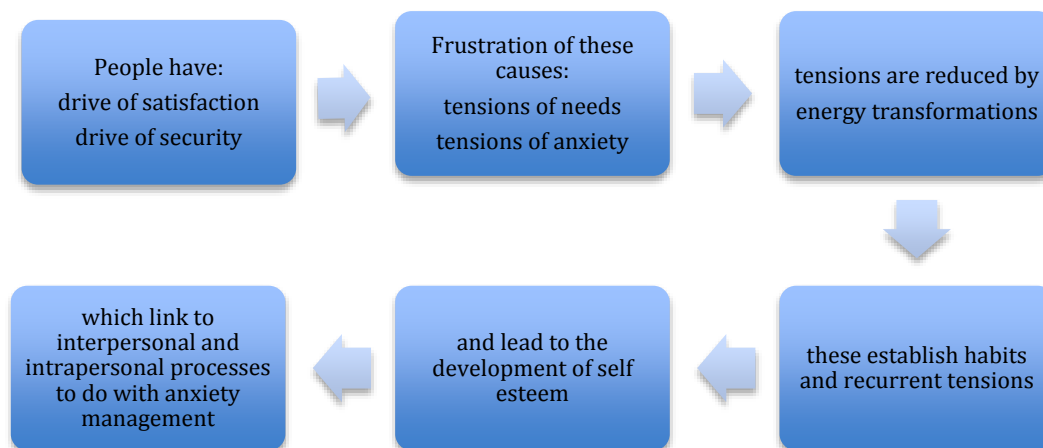 People have:
drive of satisfaction
drive of security
Frustration of these
causes:
tensions of needs
tensions of anxiety
tensions are reduced by
energy transformations
these establish habits
and recurrent tensions
and lead to the
development of self
esteem
which link to
interpersonal and
intrapersonal processes
to do with anxiety
management